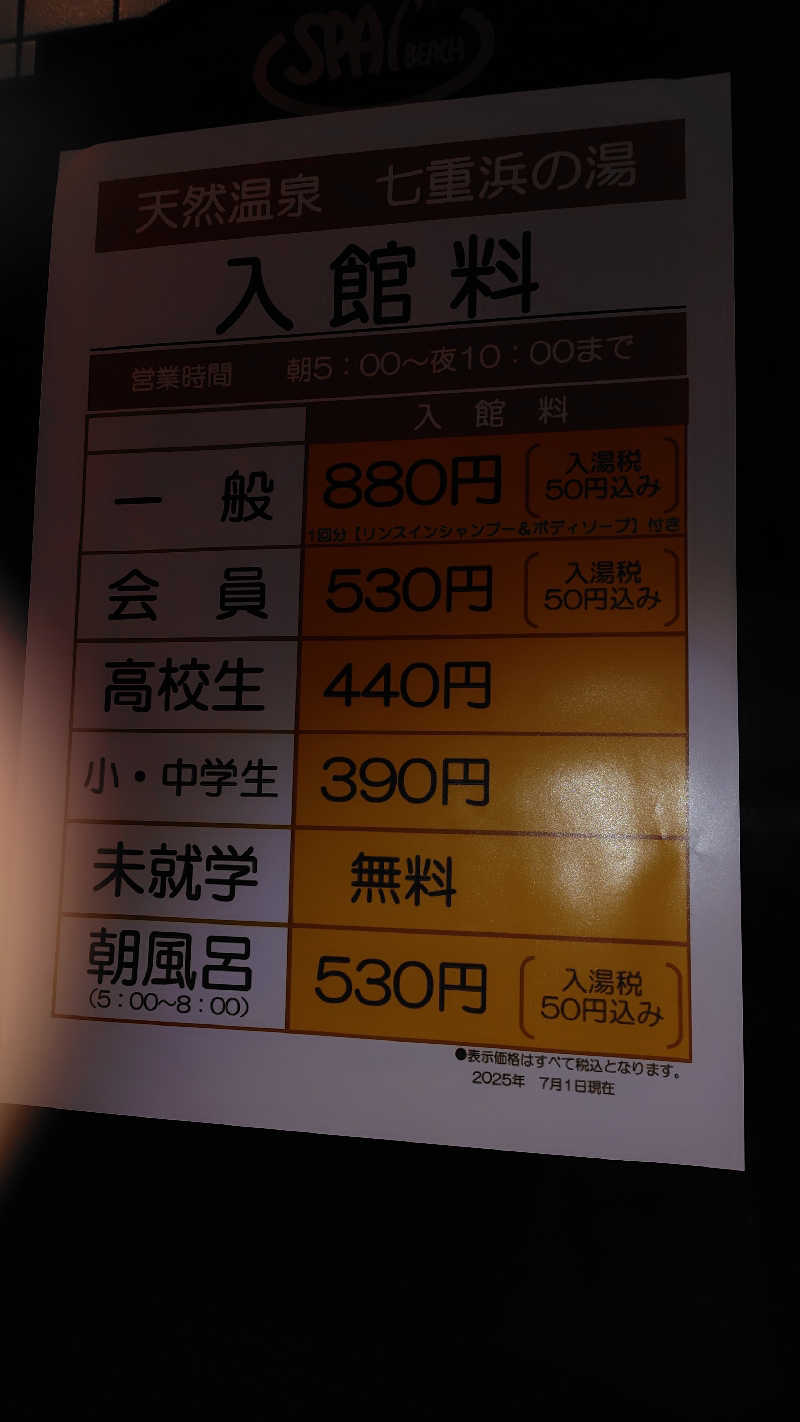 SPA
BEACH
天然温泉 七重浜の湯
入館料
営業時間 朝5:00〜夜10:00まで
入館料
一般 880円 入湯税 50円込み
1回分【リンスインシャンプー&ボディソープ】付き
会員 530円 入湯税 50円込み
高校生 440円
小・中学生 390円
未就学 無料
朝風呂 (5:00〜8:00) 530円 入湯税 50円込み
●表示価格はすべて税込となります。
2025年 7月1日現在